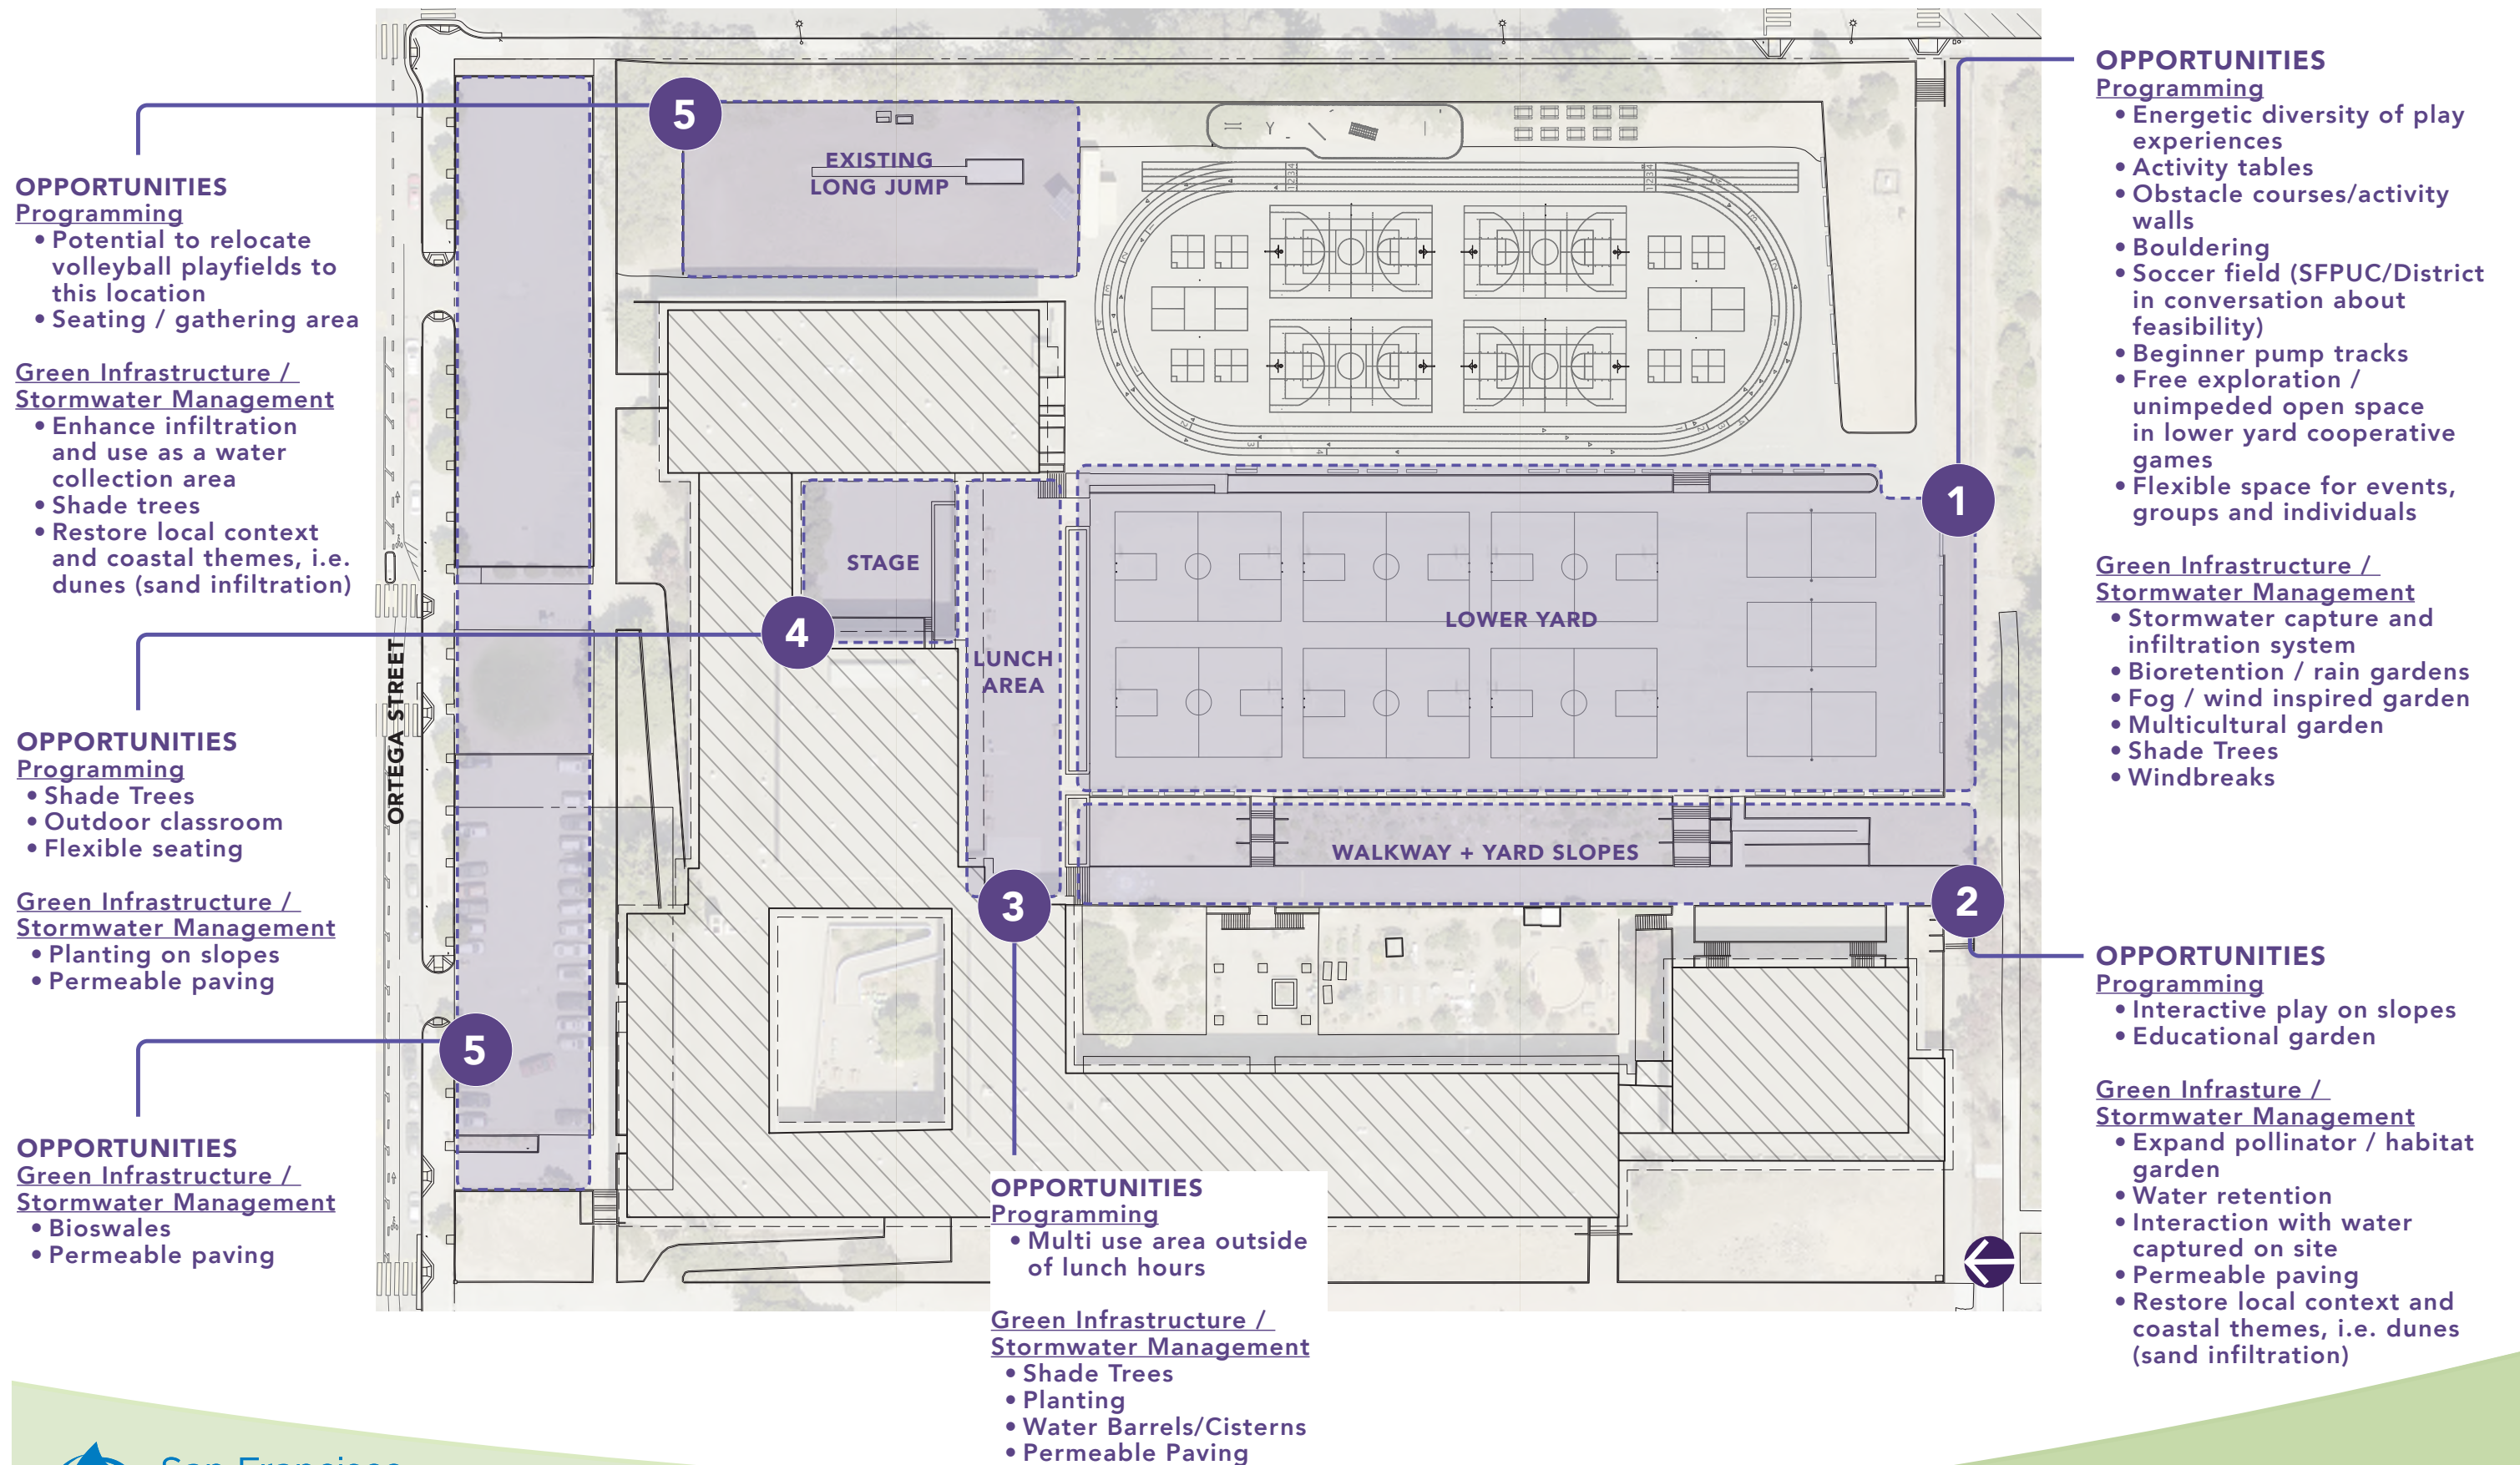 OPPORTUNITIES
Programming
• Potential to relocate
volleyball playfields to
this location
• Seating / gathering area
Green Infrastructure /
Stormwater Management
• Enhance infiltration
and use as a water
collection area
• Shade trees
• Restore local context
and coastal themes, i.e.
dunes (sand infiltration)
OPPORTUNITIES
Programming
• Shade Trees
• Outdoor classroom
• Flexible seating
Green Infrastructure /
Stormwater Management
• Planting on slopes
• Permeable paving
OPPORTUNITIES
Green Infrastructure /
Stormwater Management
• Bioswales
• Permeable paving
ORTEGA STREET
5
EXISTING
LONG JUMP
1
STAGE
4
LUNCH
AREA
LOWER YARD
WALKWAY + YARD SLOPES
3
2
5
OPPORTUNITIES
Programming
• Multi use area outside
of lunch hours
Green Infrastructure /
Stormwater Management
• Shade Trees
• Planting
• Water Barrels/Cisterns
• Permeable Paving
OPPORTUNITIES
Programming
• Energetic diversity of play
experiences
• Activity tables
• Obstacle courses/activity
walls
• Bouldering
• Soccer field (SFPUC/District
in conversation about
feasibility)
• Beginner pump tracks
• Free exploration /
unimpeded open space
in lower yard cooperative
games
• Flexible space for events,
groups and individuals
Green Infrastructure /
Stormwater Management
• Stormwater capture and
infiltration system
• Bioretention / rain gardens
• Fog / wind inspired garden
• Multicultural garden
• Shade Trees
• Windbreaks
OPPORTUNITIES
Programming
• Interactive play on slopes
• Educational garden
Green Infrasture /
Stormwater Management
• Expand pollinator / habitat
garden
• Water retention
• Interaction with water
captured on site
• Permeable paving
• Restore local context and
coastal themes, i.e. dunes
(sand infiltration)
San Francisco